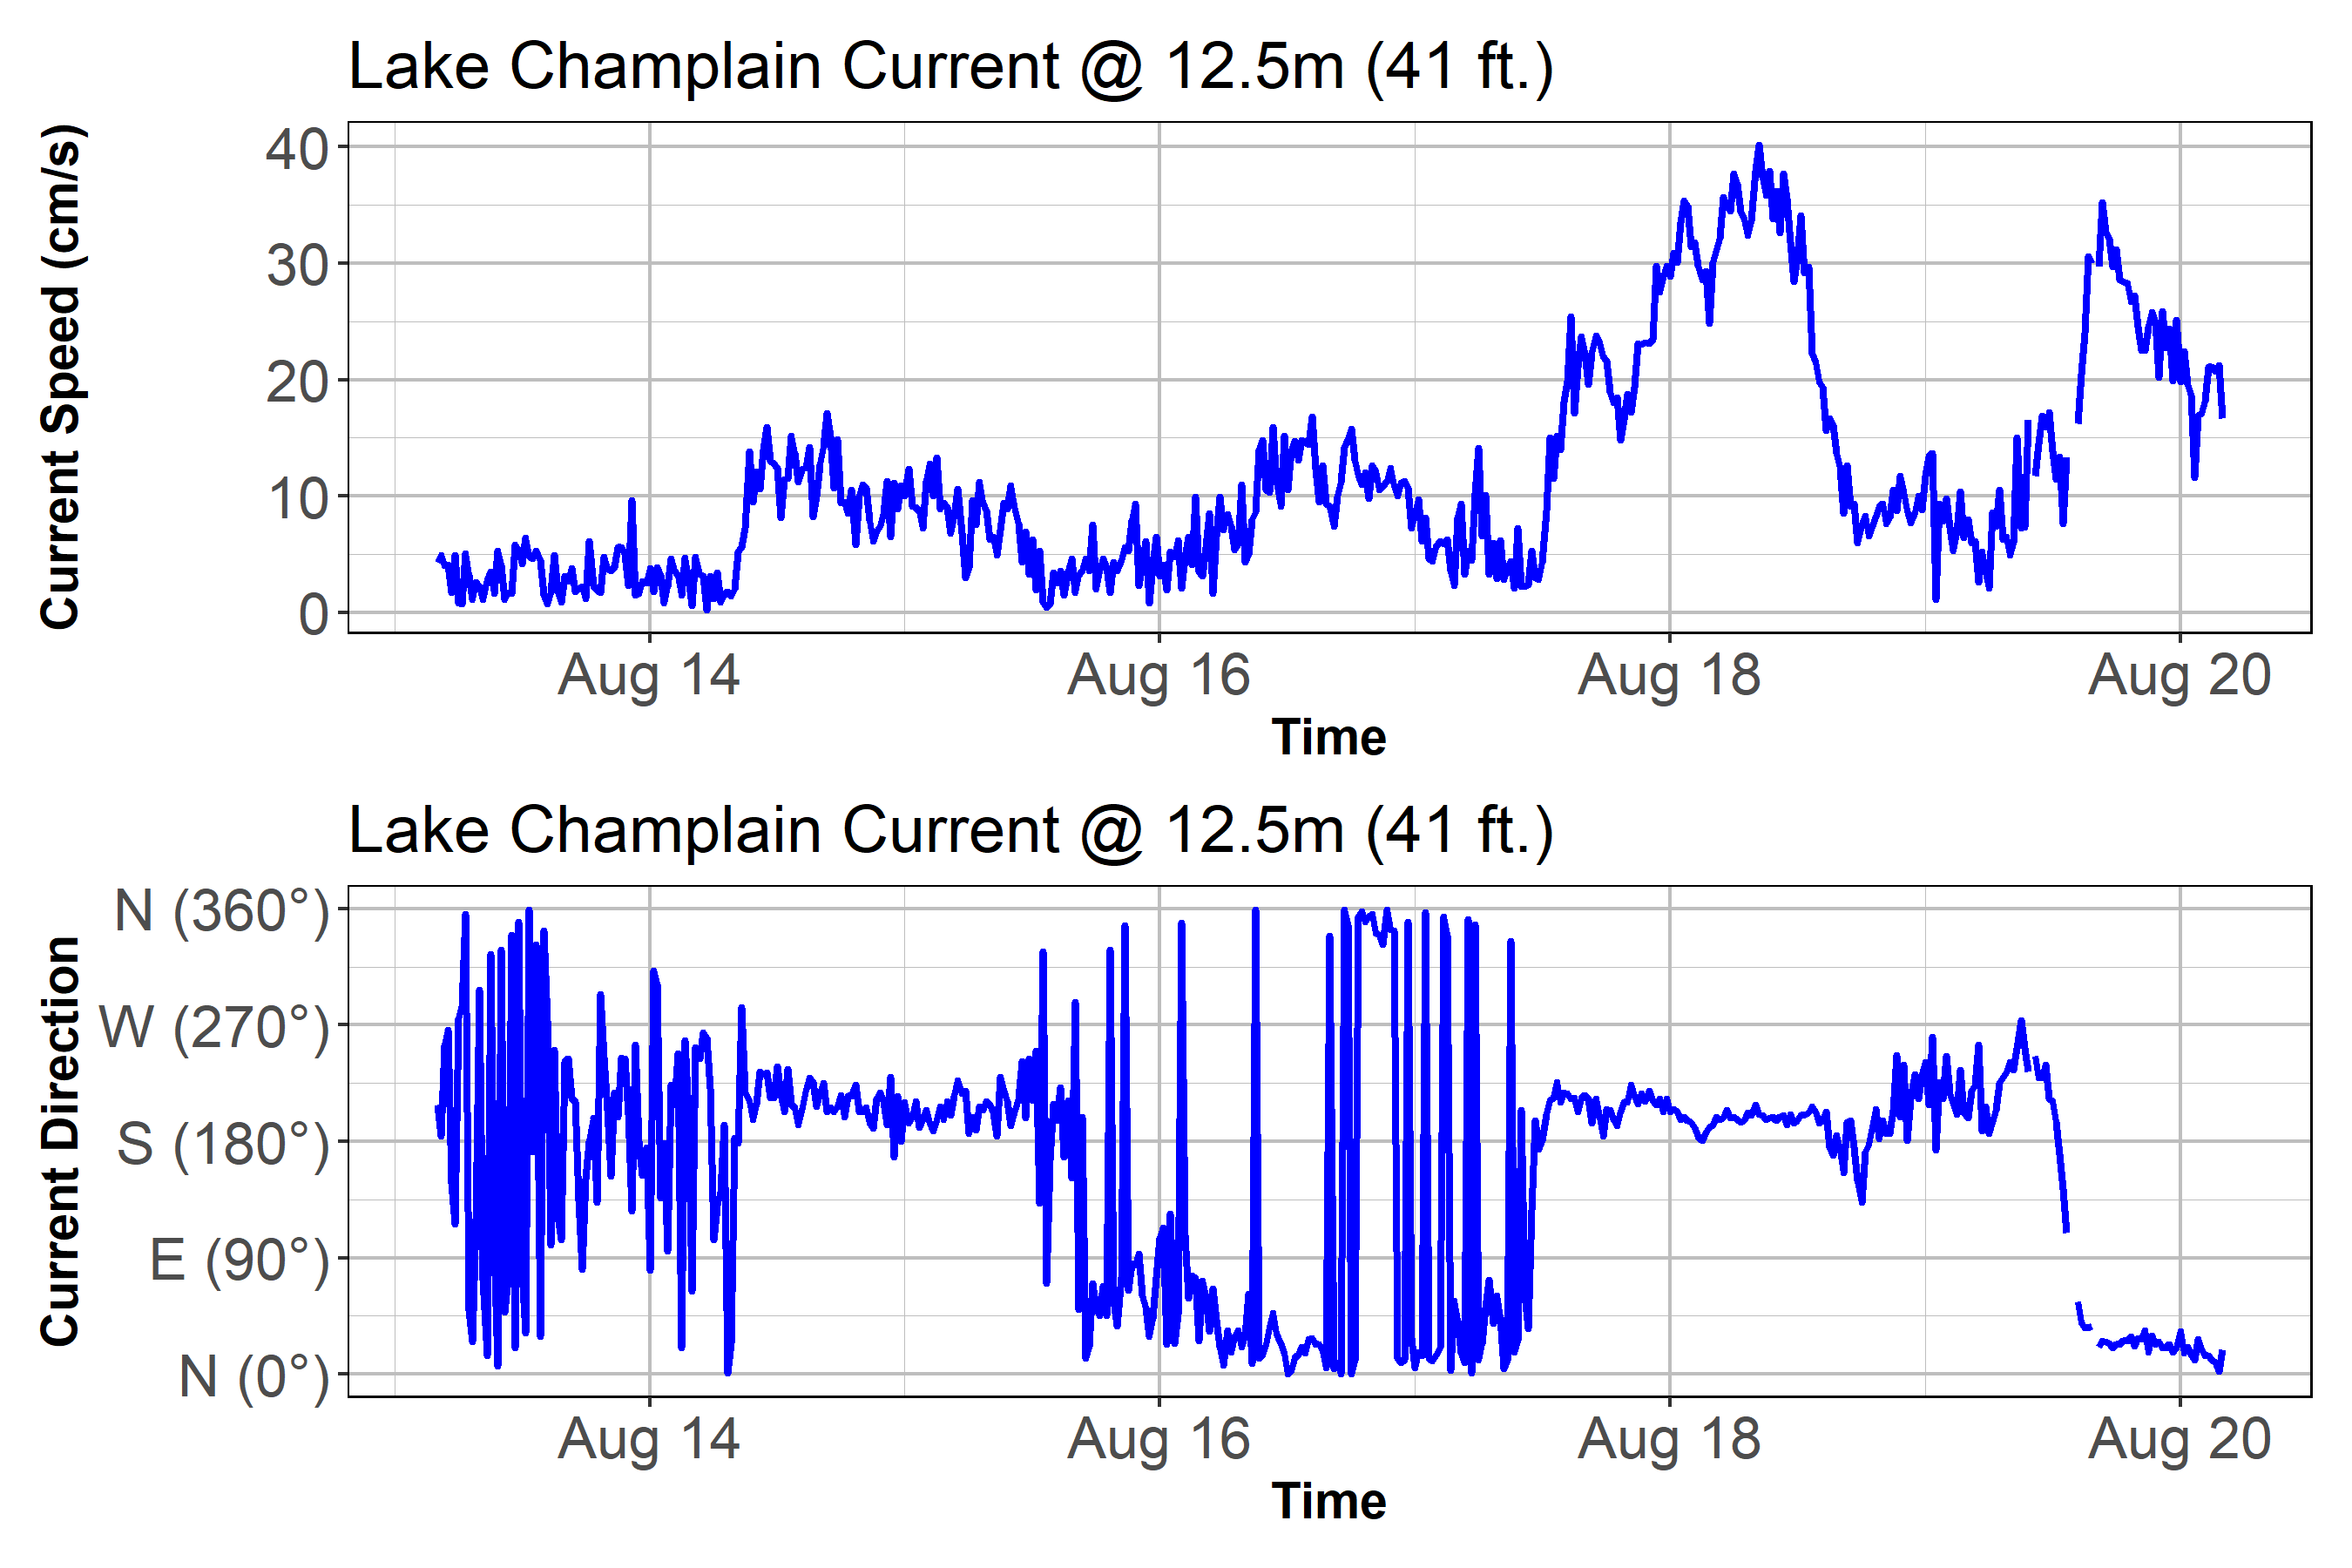 Lake Champlain Current @ 12.5m (41 ft.)
Current Speed (cm/s)
40
30
20
10
0
Aug 14
Aug 16
Aug 18
Aug 20
Time
Lake Champlain Current @ 12.5m (41 ft.)
Current Direction
N (360°)
W (270°)
S (180°)
E (90°)
N (0°)
Aug 14
Aug 16
Aug 18
Aug 20
Time